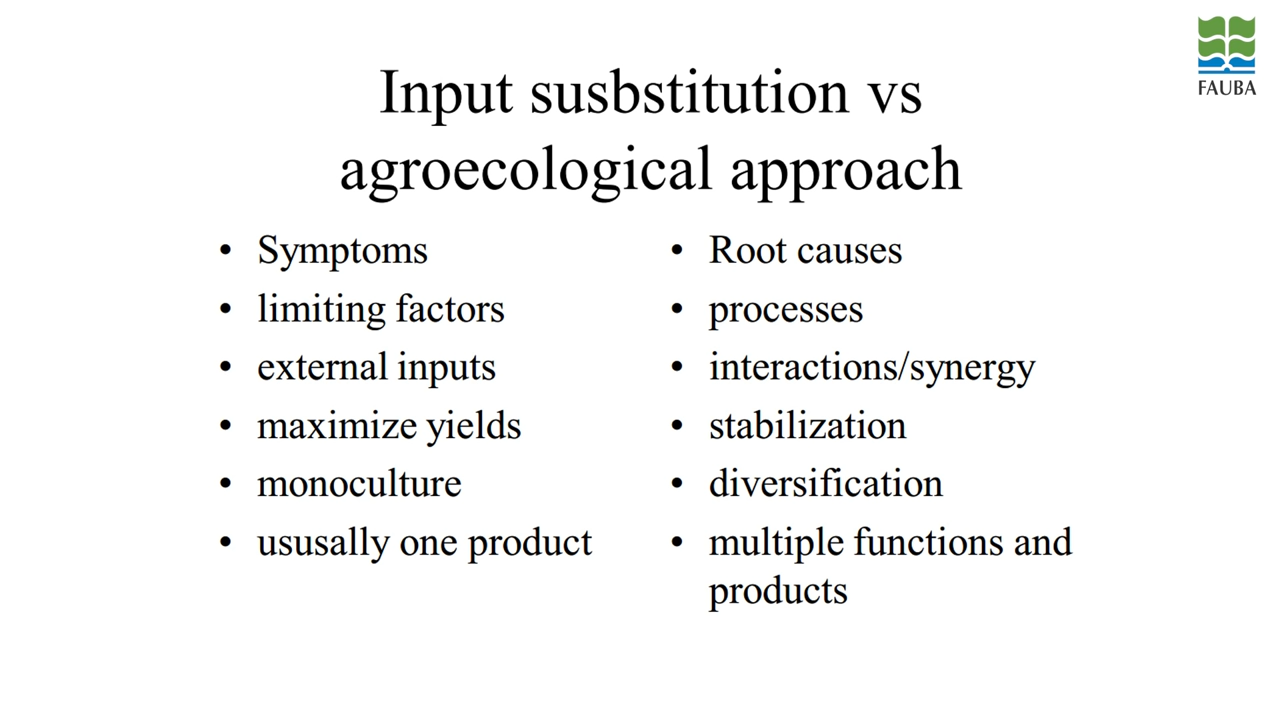 FAUBA
Input susbstitution vs
agroecological approach
• Symptoms
• limiting factors
• external inputs
• maximize yields
• monoculture
• ususally one product
• Root causes
• processes
• interactions/synergy
• stabilization
• diversification
• multiple functions and
products